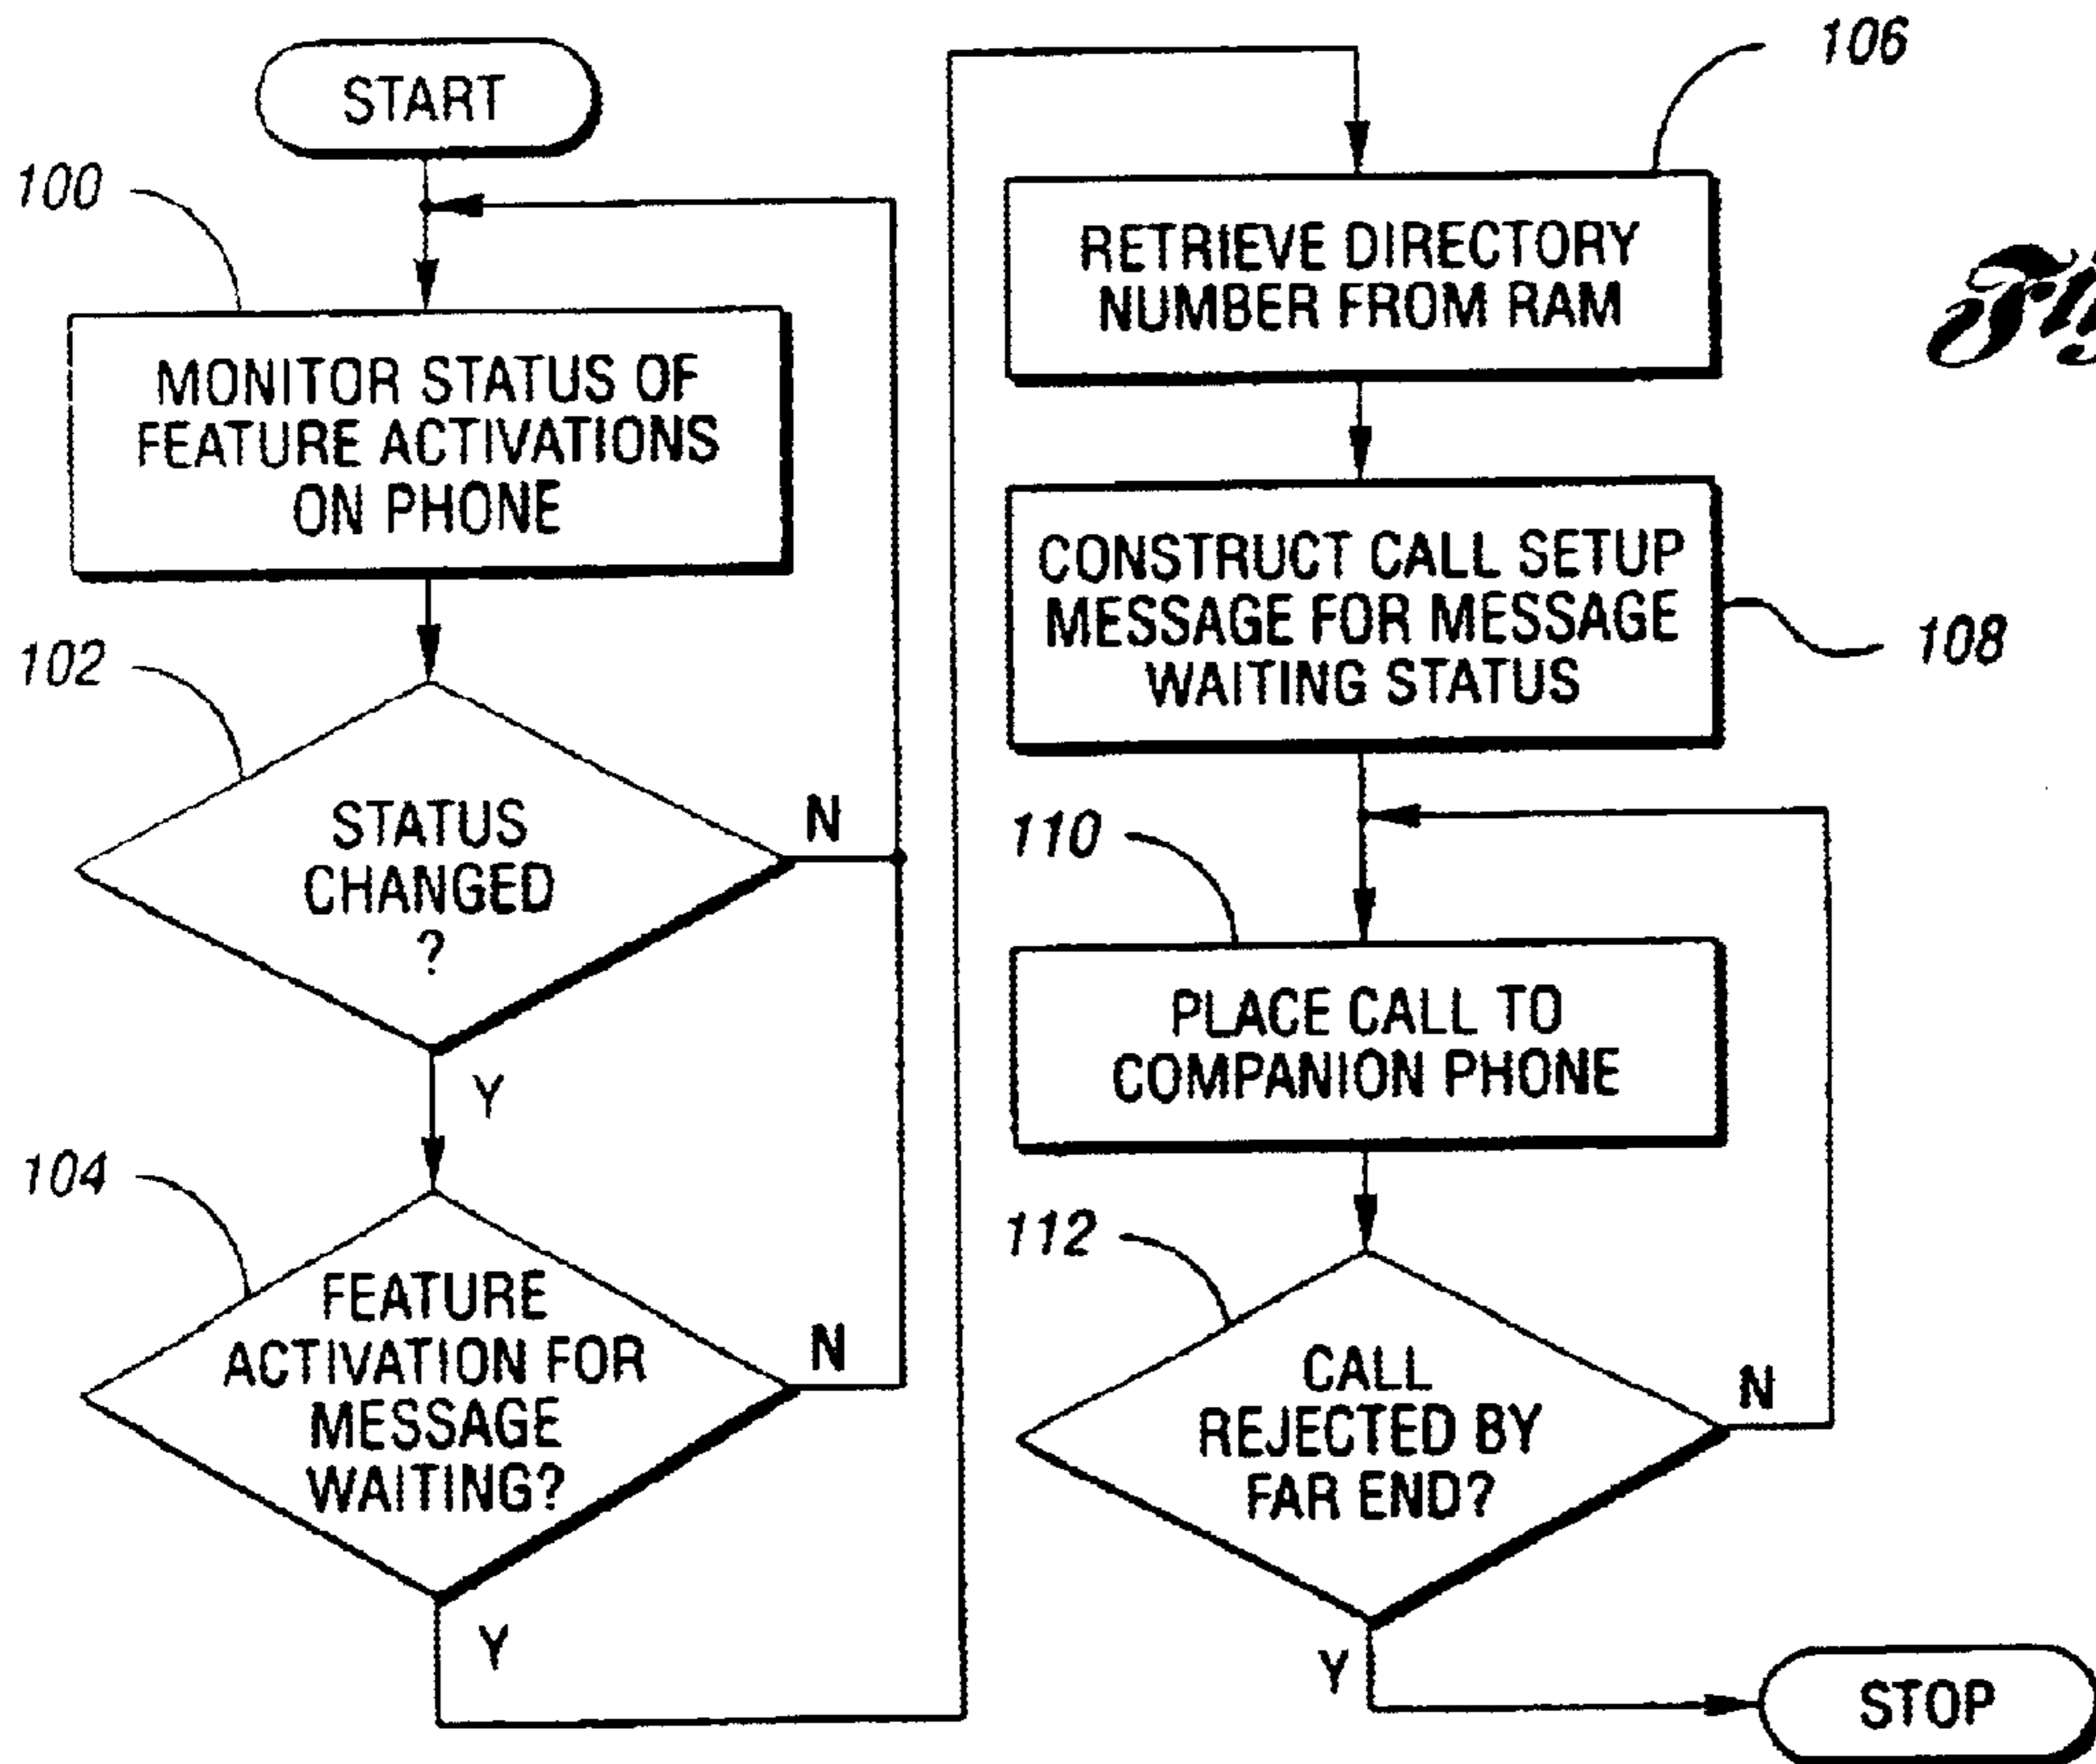 START
100
MONITOR STATUS OF
FEATURE ACTIVATIONS
ON PHONE
102
STATUS
CHANGED
?
N
Y
104
FEATURE
ACTIVATION FOR
MESSAGE
WAITING?
N
Y
106
RETRIEVE DIRECTORY
NUMBER FROM RAM
CONSTRUCT CALL SETUP
MESSAGE FOR MESSAGE
WAITING STATUS
108
110
PLACE CALL TO
COMPANION PHONE
112
CALL
REJECTED BY
FAR END?
N
Y
STOP